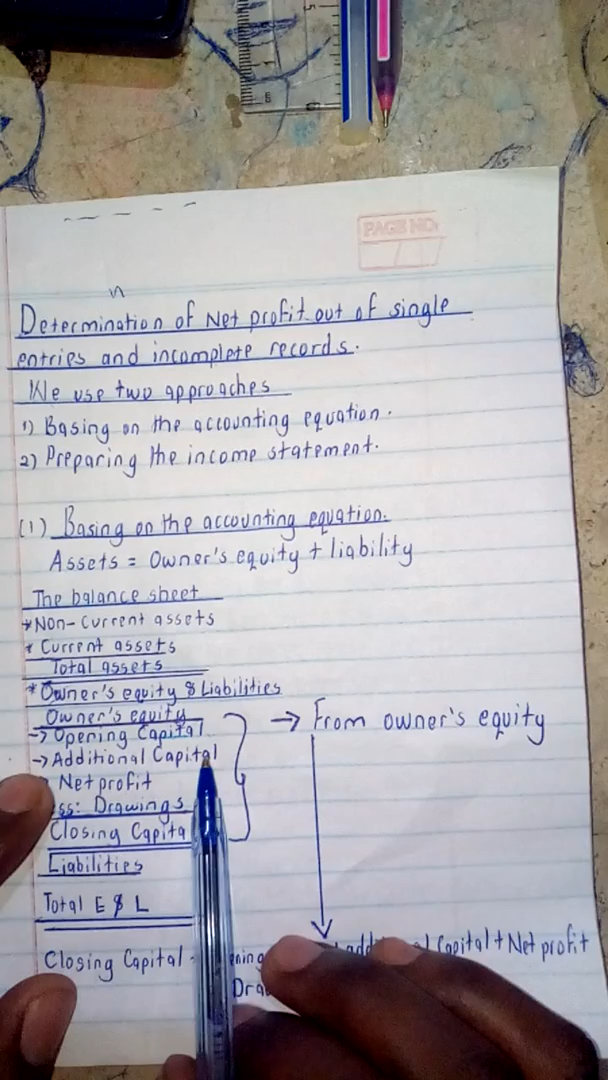 PAGE NO:
Determination of Net profit out of single
entries and incomplete records.
We use two approaches
1) Basing on the accounting equation.
2) Preparing the income statement.
(1) Basing on the accounting equation.
Assets = Owner's equity + liability
The balance sheet
* Non-Current assets
* Current assets
Total assets
* Owner's equity & Liabilities
Owner's equity
→ Opening Capital
→ Additional Capital
Net profit
Drawings
Closing
Liabilities
Total E & L
→ From owner's equity
Closing Capital Capital + Net profit